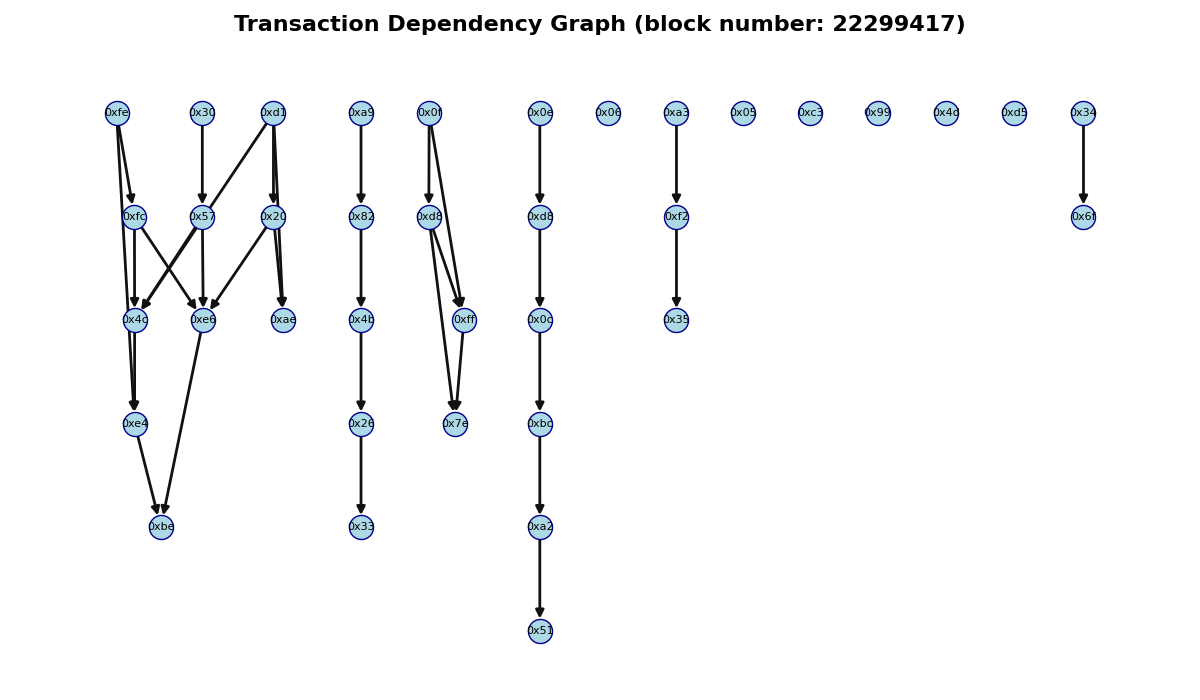 Transaction Dependency Graph (block number: 22299417)
0xfe 0x30 0xd1 0xa9 0x0f 0x0e 0x06 0xa3 0x05 0xc3 0x99 0x4d 0xd5 0x34
0xfc 0x57 0x20 0x82 0xd8 0xd8 0xf2 0x6f
0x4c 0xe6 0xae 0x4b 0xff 0x0c 0x35
0xe4 0x26 0x7e 0xbc
0xbe 0x33 0xa2
0x51